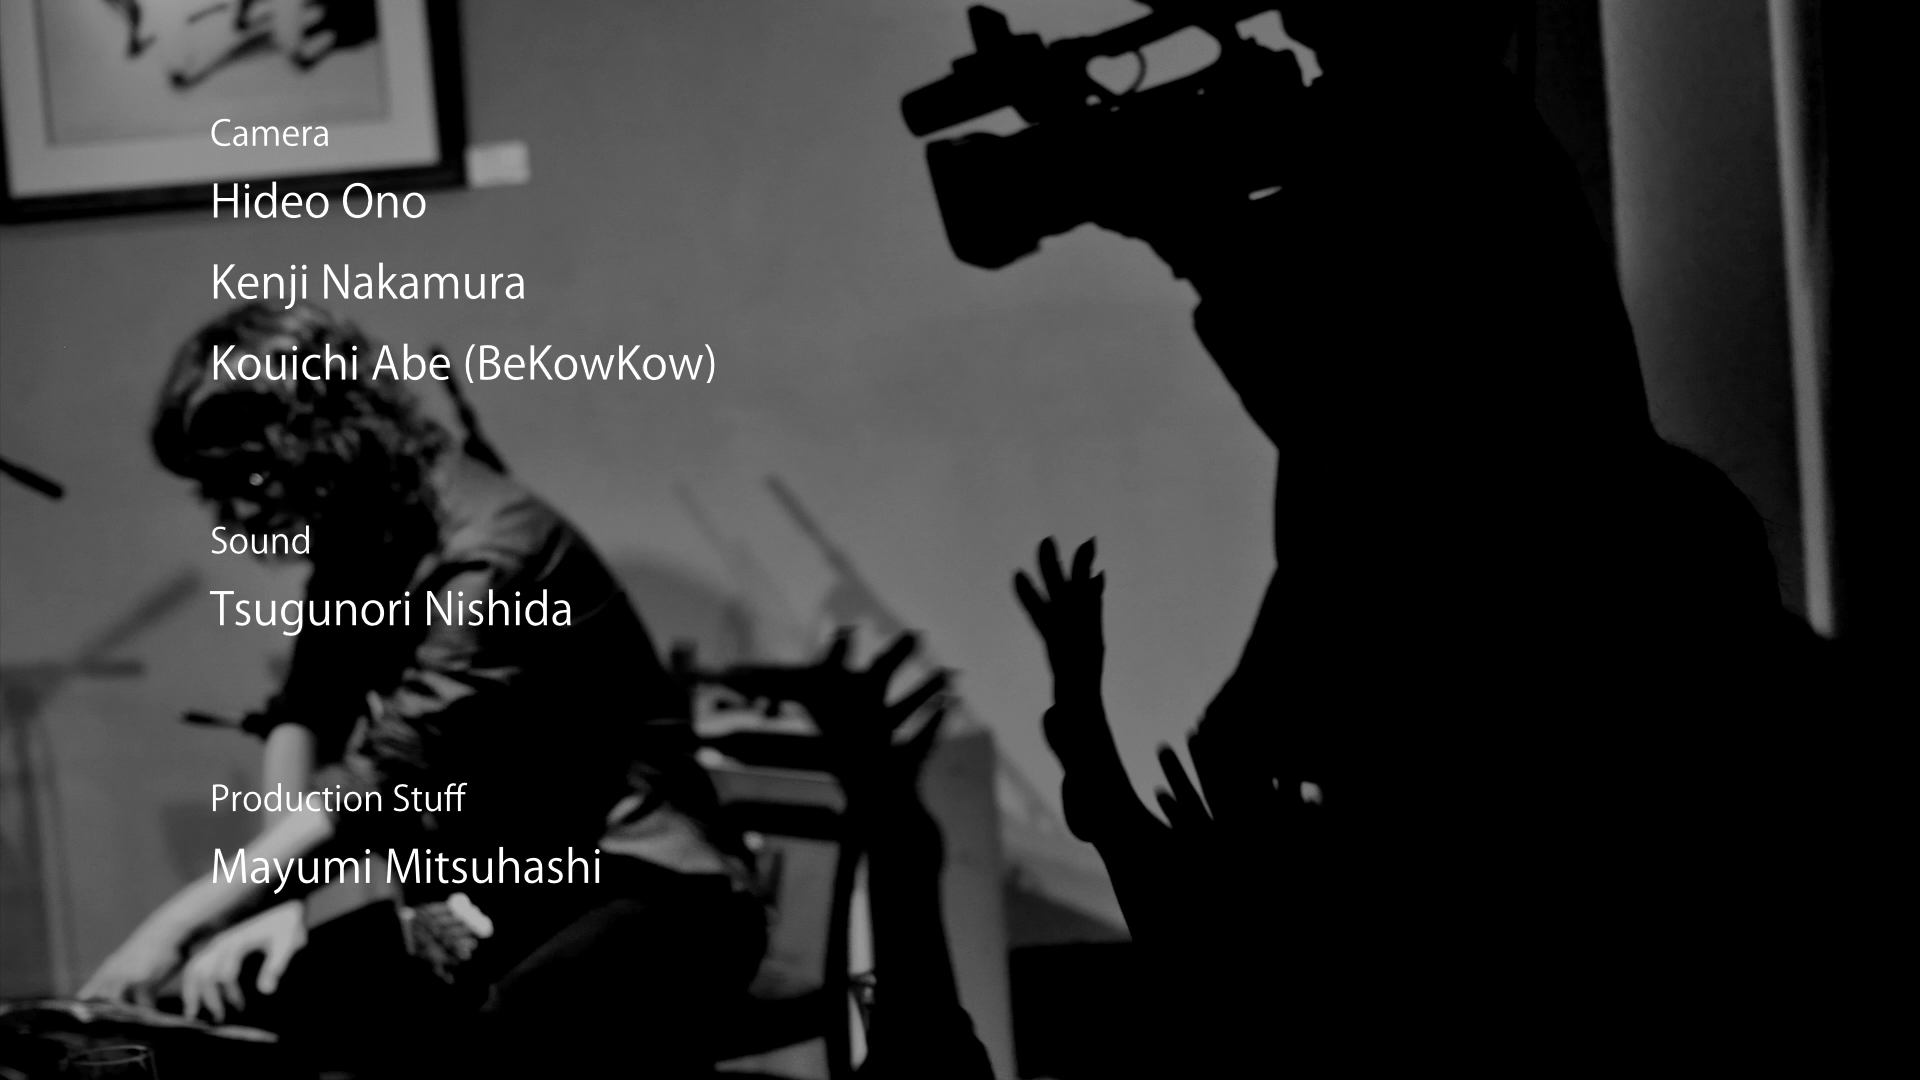 Camera
Hideo Ono
Kenji Nakamura
Kouichi Abe (BeKowKow)
Sound
Tsugunori Nishida
Production Stuff
Mayumi Mitsuhashi